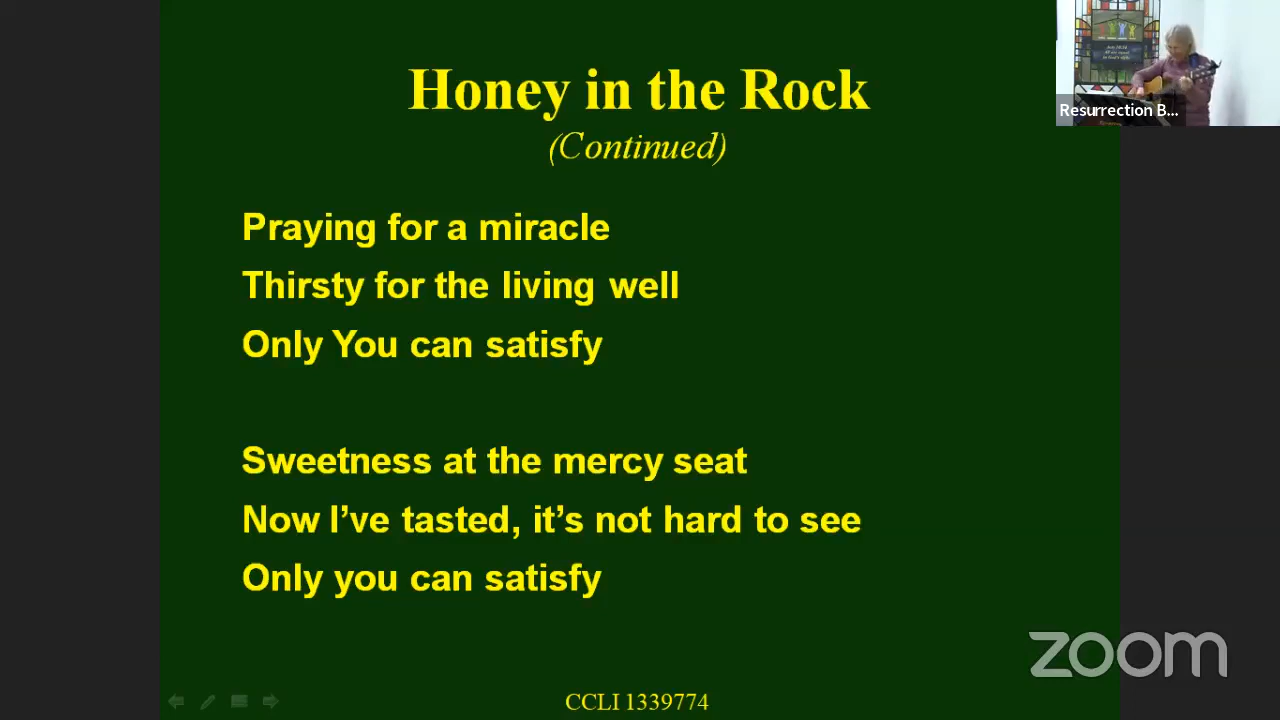 Honey in the Rock
(Continued)
Praying for a miracle
Thirsty for the living well
Only You can satisfy
Sweetness at the mercy seat
Now I’ve tasted, it’s not hard to see
Only you can satisfy
CCLI 1339774
Resurrection B...
zoom